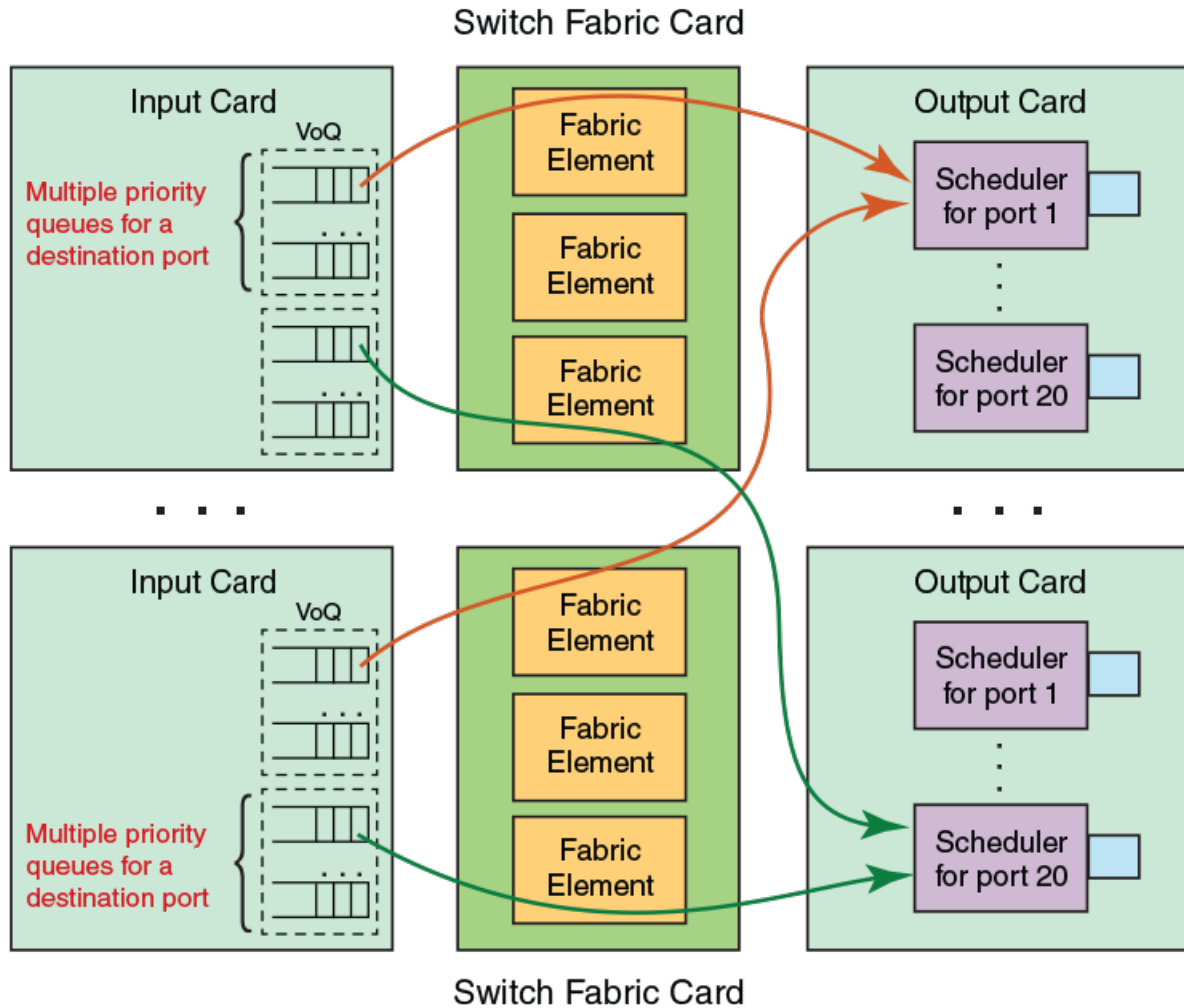 Switch Fabric Card
Input Card
VoQ
Multiple priority
queues for a
destination port
. . .
. . .
Fabric
Element
Fabric
Element
Fabric
Element
Output Card
Scheduler
for port 1
.
.
.
Scheduler
for port 20
. . .
. . .
Input Card
VoQ
. . .
Multiple priority
queues for a
destination port
. . .
Fabric
Element
Fabric
Element
Fabric
Element
Output Card
Scheduler
for port 1
.
.
.
Scheduler
for port 20
Switch Fabric Card